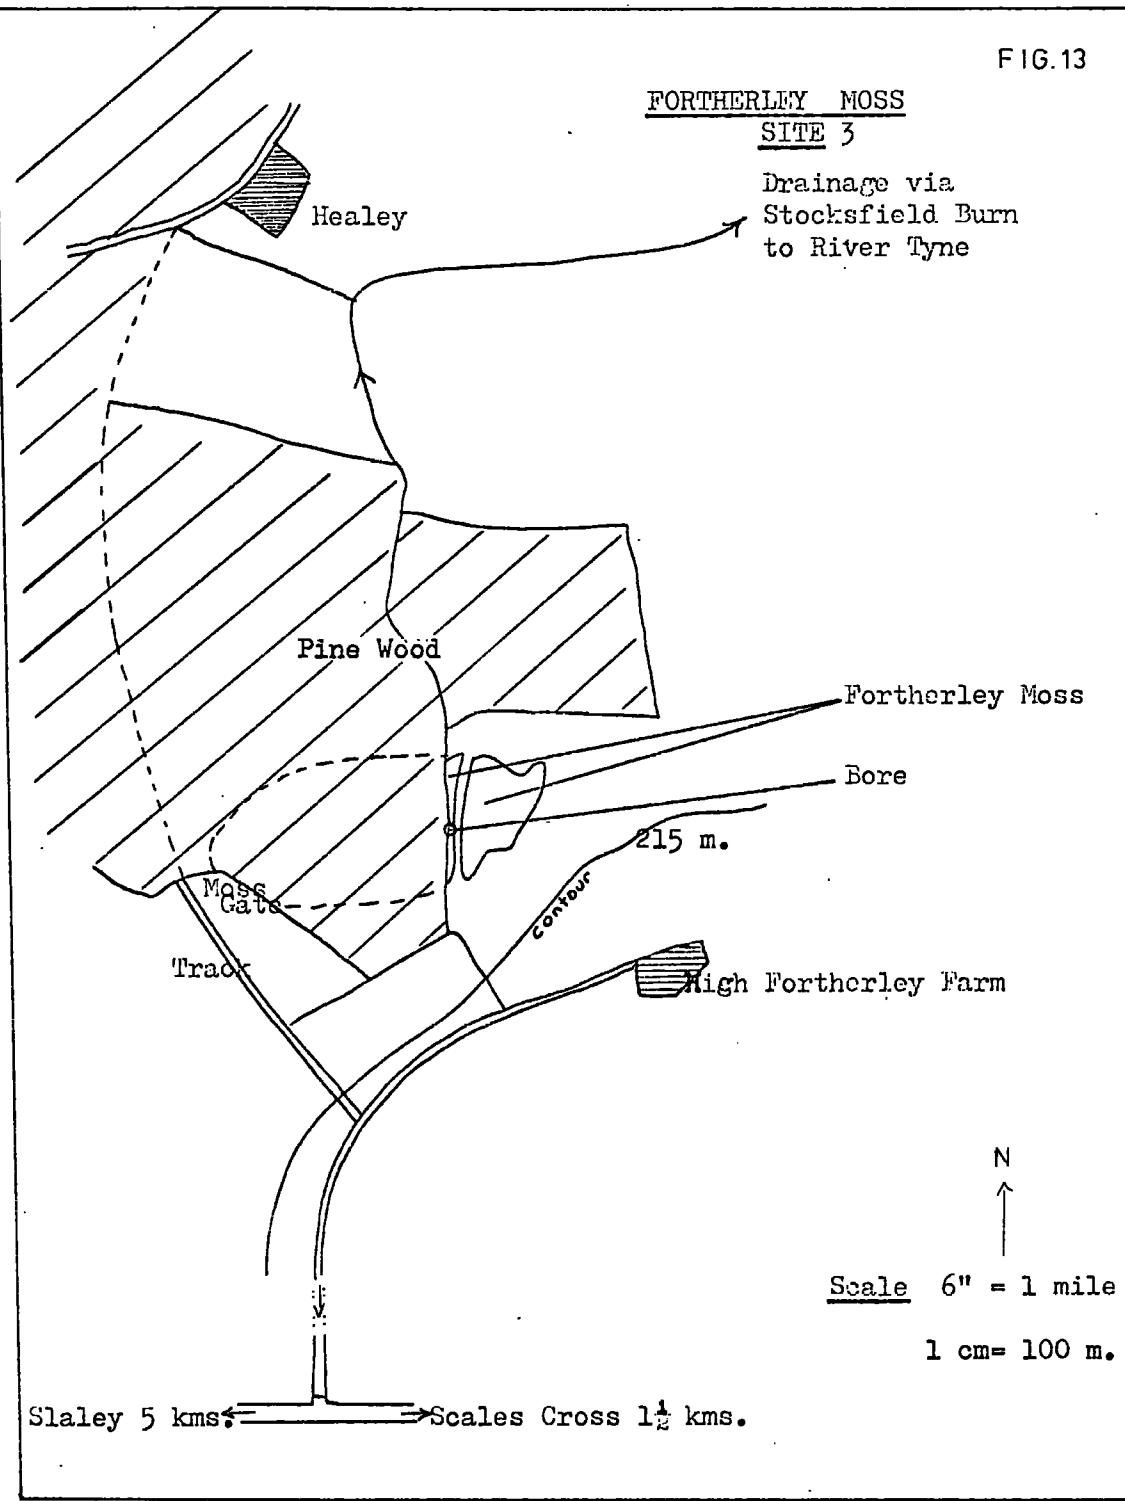 FIG.13
FORTHERLEY MOSS
SITE 3
Drainage via
Stocksfield Burn
to River Tyne
Healey
Pine Wood
Fortherley Moss
Bore
215 m.
contour
Moss
Gate
Track
High Fortherley Farm
N
Scale 6" = 1 mile
1 cm= 100 m.
Slaley 5 kms.
Scales Cross 1½ kms.